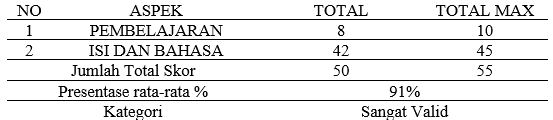 NO ASPEK TOTAL TOTAL MAX
1 PEMBELAJARAN 8 10
2 ISI DAN BAHASA 42 45
Jumlah Total Skor 50 55
Presentase rata-rata % 91%
Kategori Sangat Valid